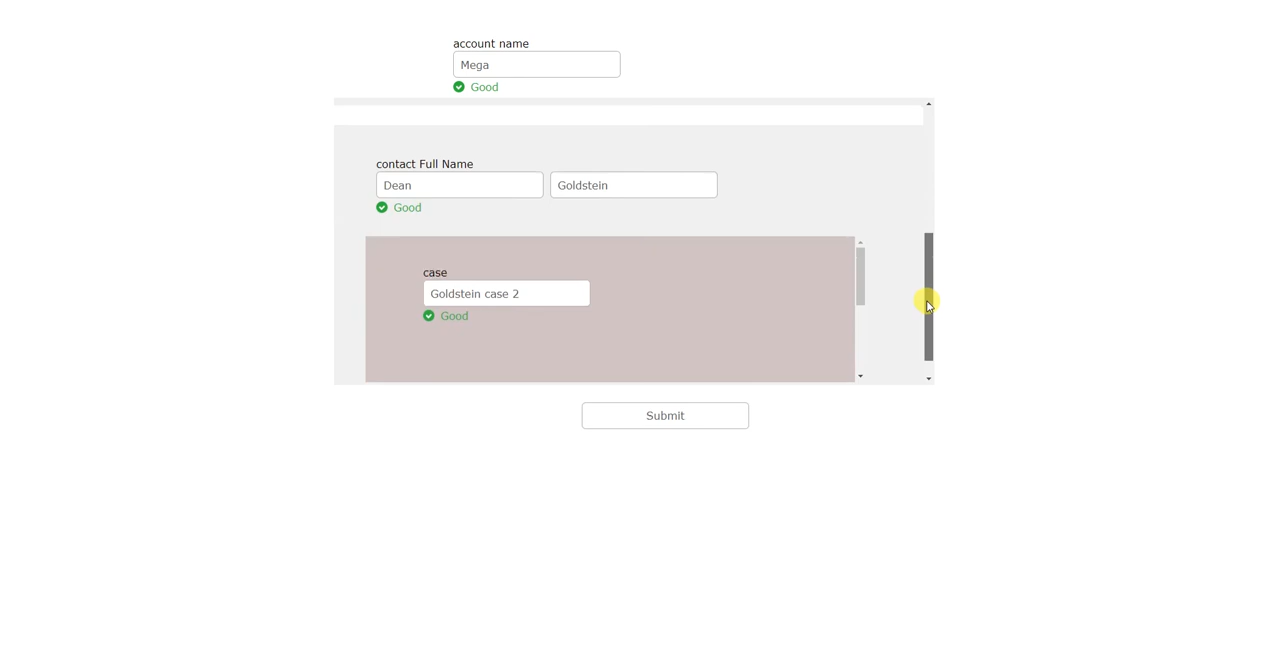 account name
Mega
Good
contact Full Name
Dean Goldstein
Good
case
Goldstein case 2
Good
Submit